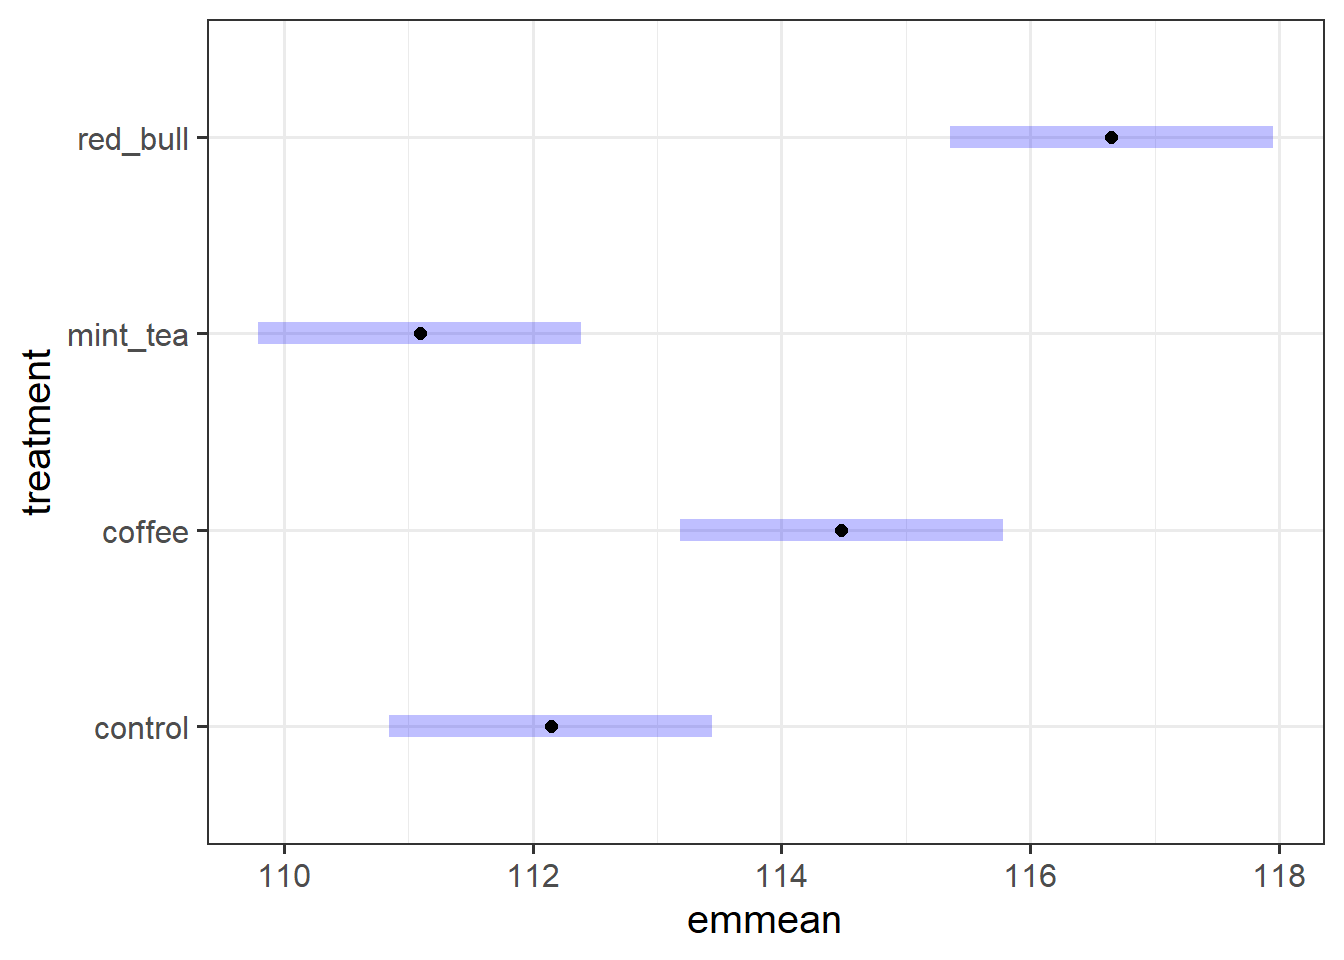 treatment
red_bull
mint_tea
coffee
control
110 112 114 116 118
emmean